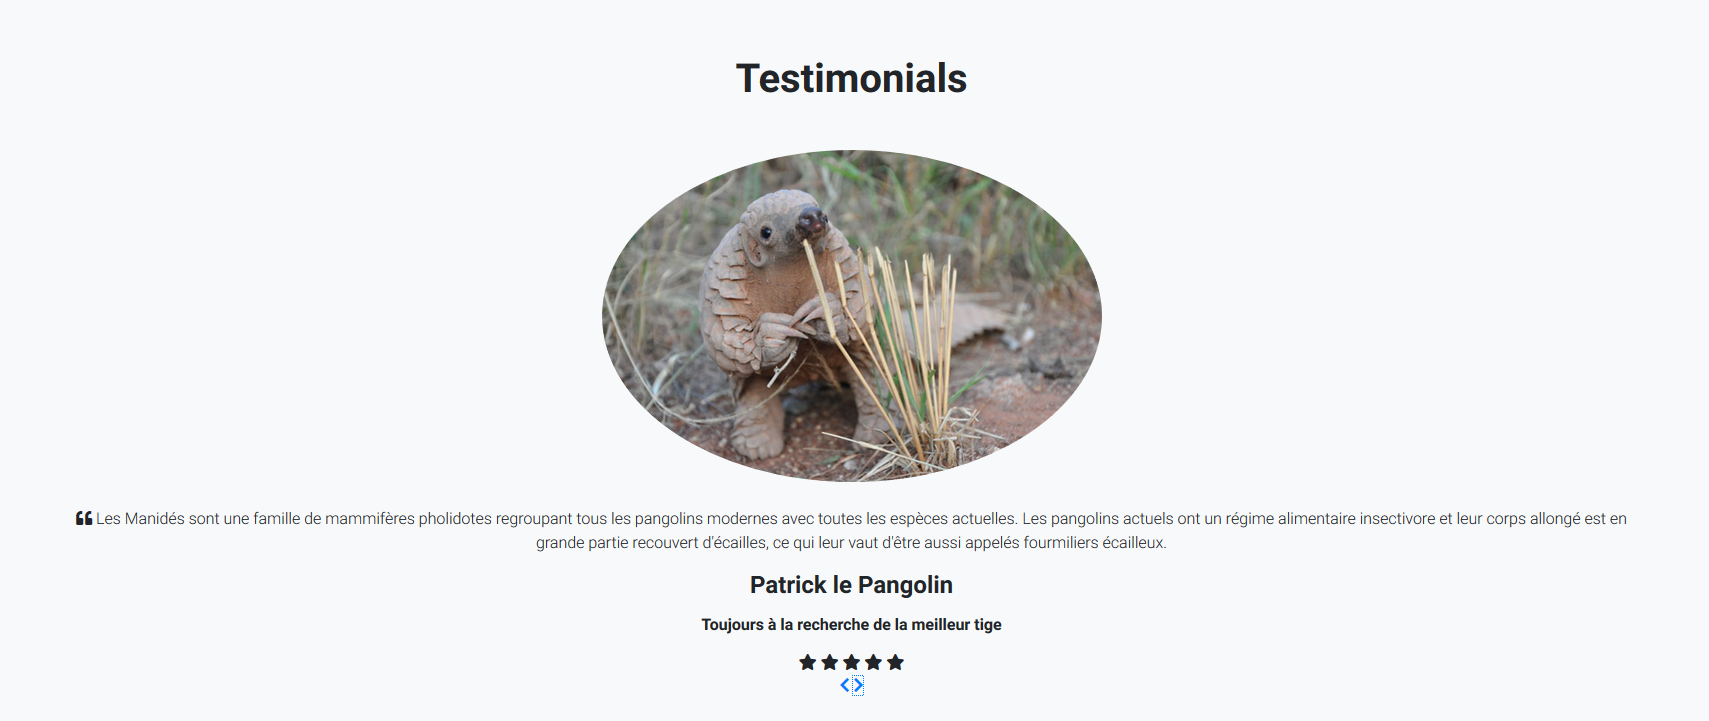 Testimonials
Les Manidés sont une famille de mammifères pholidotes regroupant tous les pangolins modernes avec toutes les espèces actuelles. Les pangolins actuels ont un régime alimentaire insectivore et leur corps allongé est en
grande partie recouvert d'écailles, ce qui leur vaut d'être aussi appelés fourmiliers écailleux.
Patrick le Pangolin
Toujours à la recherche de la meilleur tige